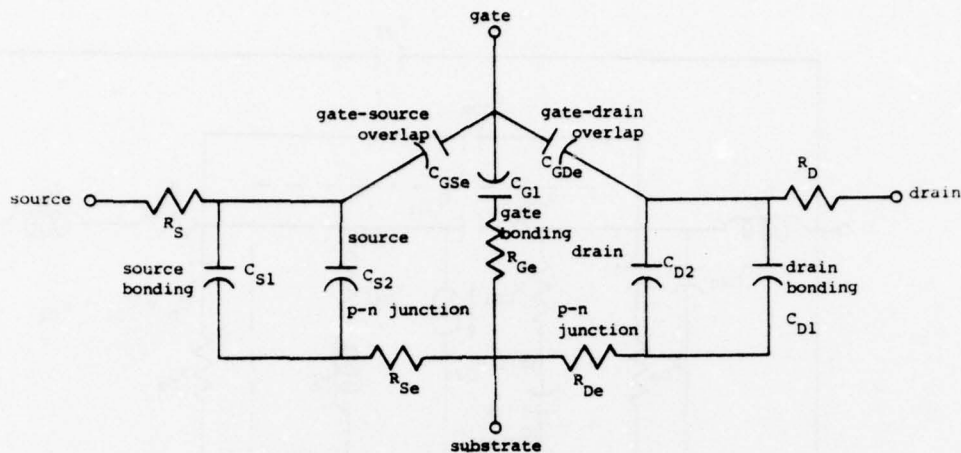 gate
gate-source
overlap
gate-drain
overlap
C_GSe
C_GDe
C_G1
R_D
source
drain
R_S
gate
bonding
source
bonding
C_S1
source
C_S2
R_Ge
drain
C_D2
drain
bonding
p-n junction
p-n
junction
C_D1
R_Se
R_De
substrate